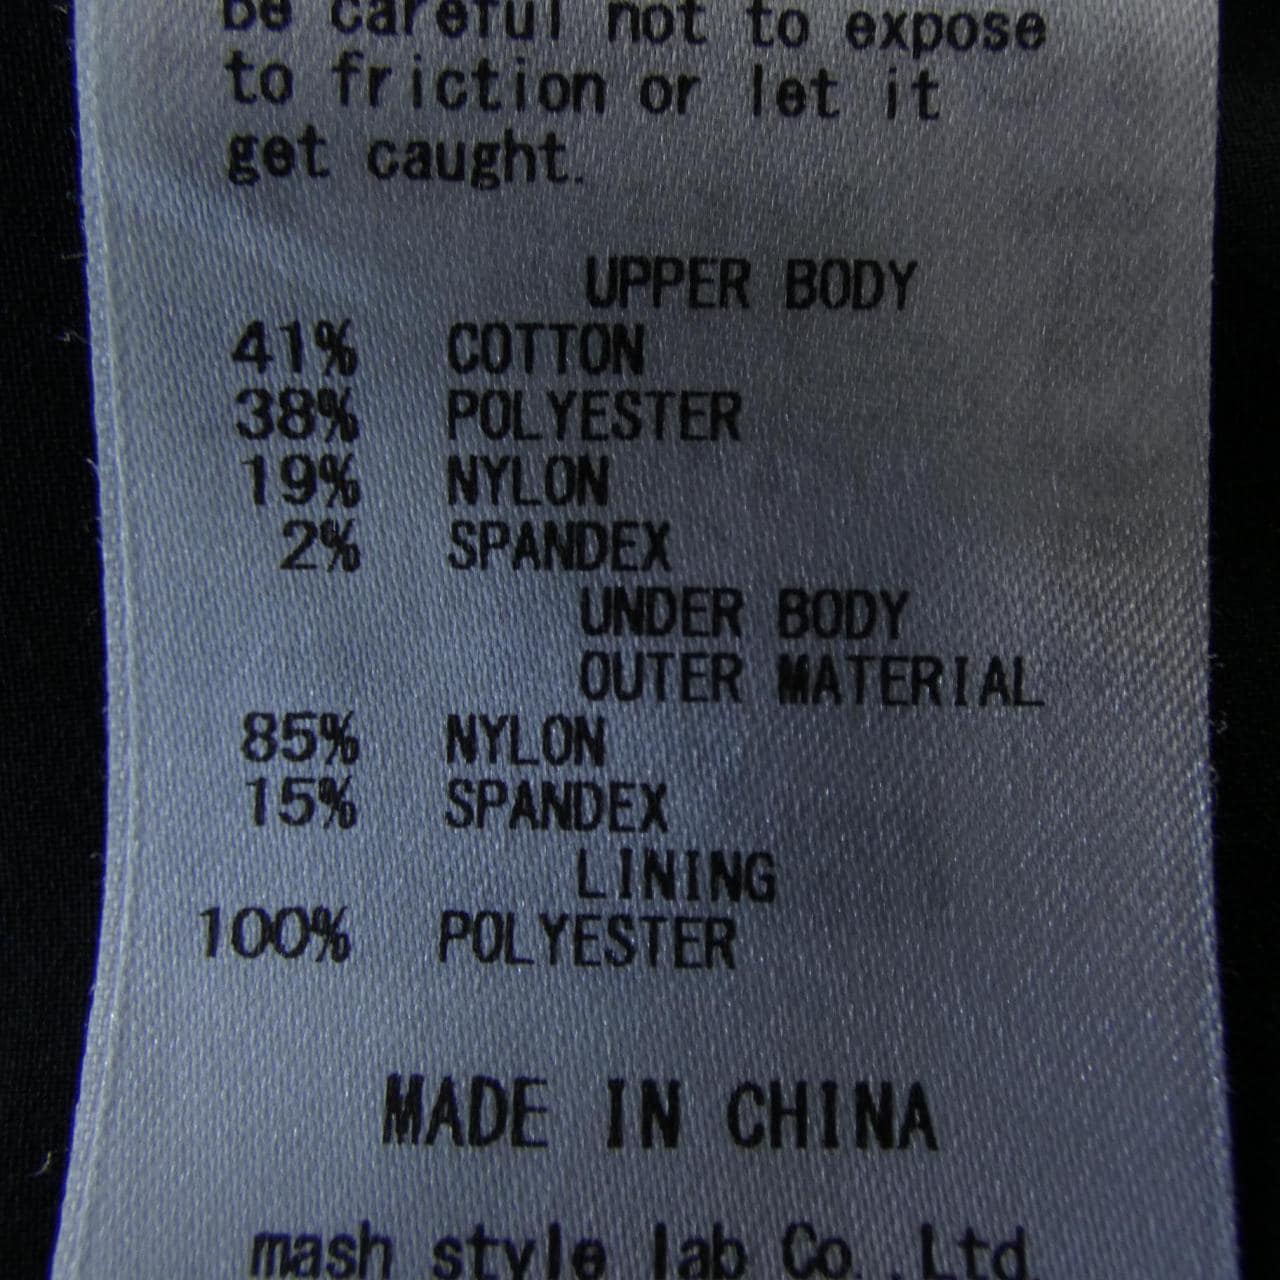 be careful not to expose
to friction or let it
get caught.
UPPER BODY
41% COTTON
38% POLYESTER
19% NYLON
2% SPANDEX
UNDER BODY
OUTER MATERIAL
85% NYLON
15% SPANDEX
LINING
100% POLYESTER
MADE IN CHINA
mash style lab Co.,Ltd